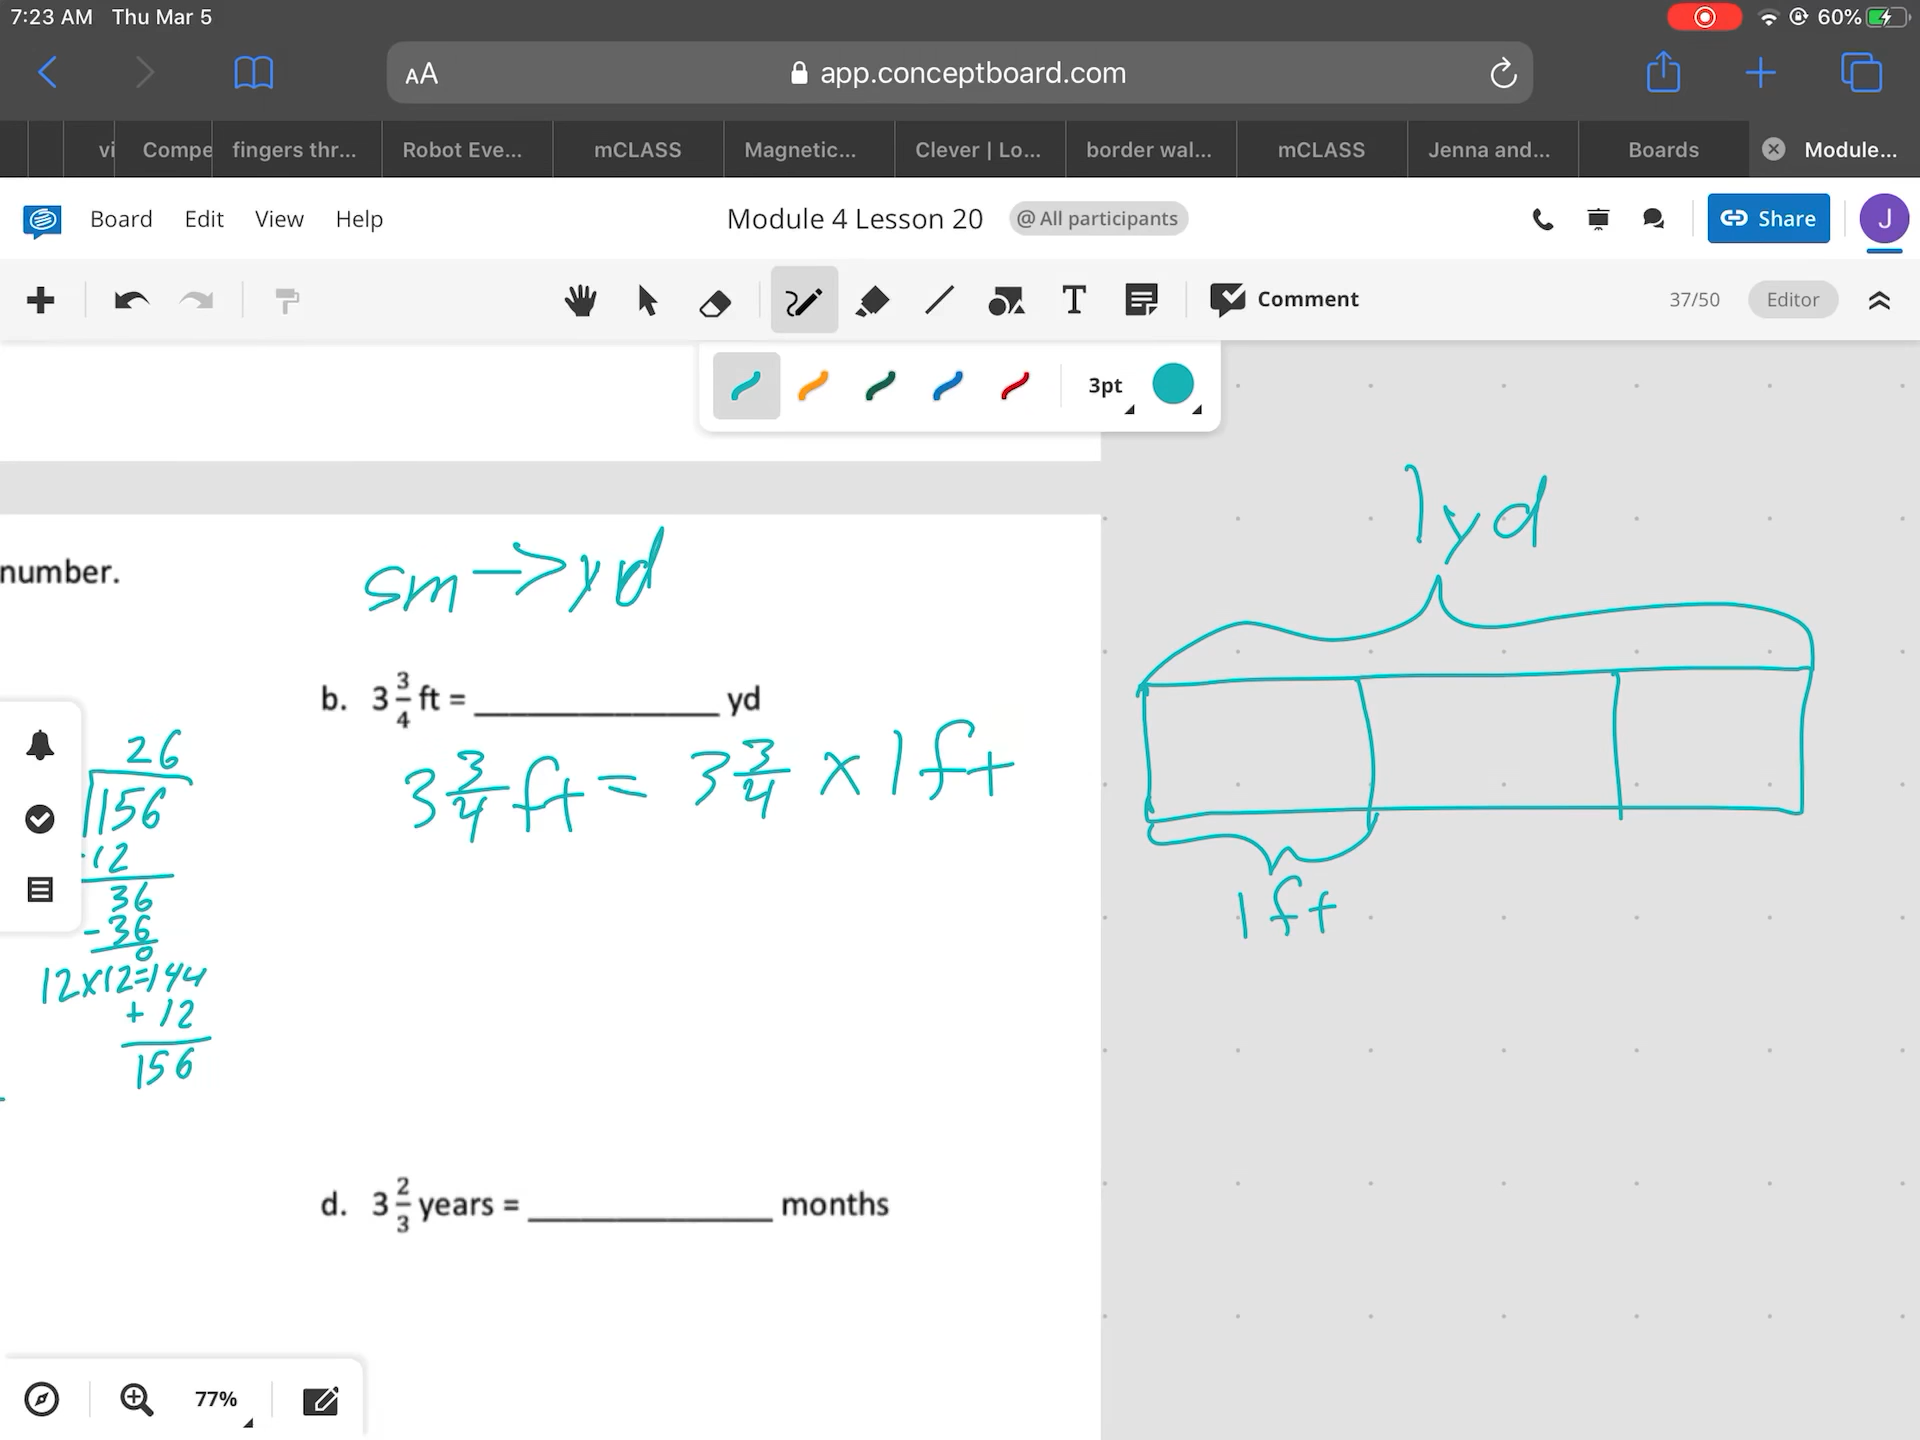 7:23 AM Thu Mar 5
60%
AA
app.conceptboard.com
vi
Compe
fingers thr...
Robot Eve...
mCLASS
Magnetic...
Clever | Lo...
border wal...
mCLASS
Jenna and...
Boards
Module...
Board Edit View Help
Module 4 Lesson 20
@ All participants
Share
J
T
Comment
37/50
Editor
3pt
number.
sm → yd
b. 3 3/4 ft = ______________ yd
3 3/4 ft = 3 3/4 x 1 ft
26
156
-12
36
-36
0
12x12=144
+ 12
156
d. 3 2/3 years = ______________ months
1yd
1 ft
77%